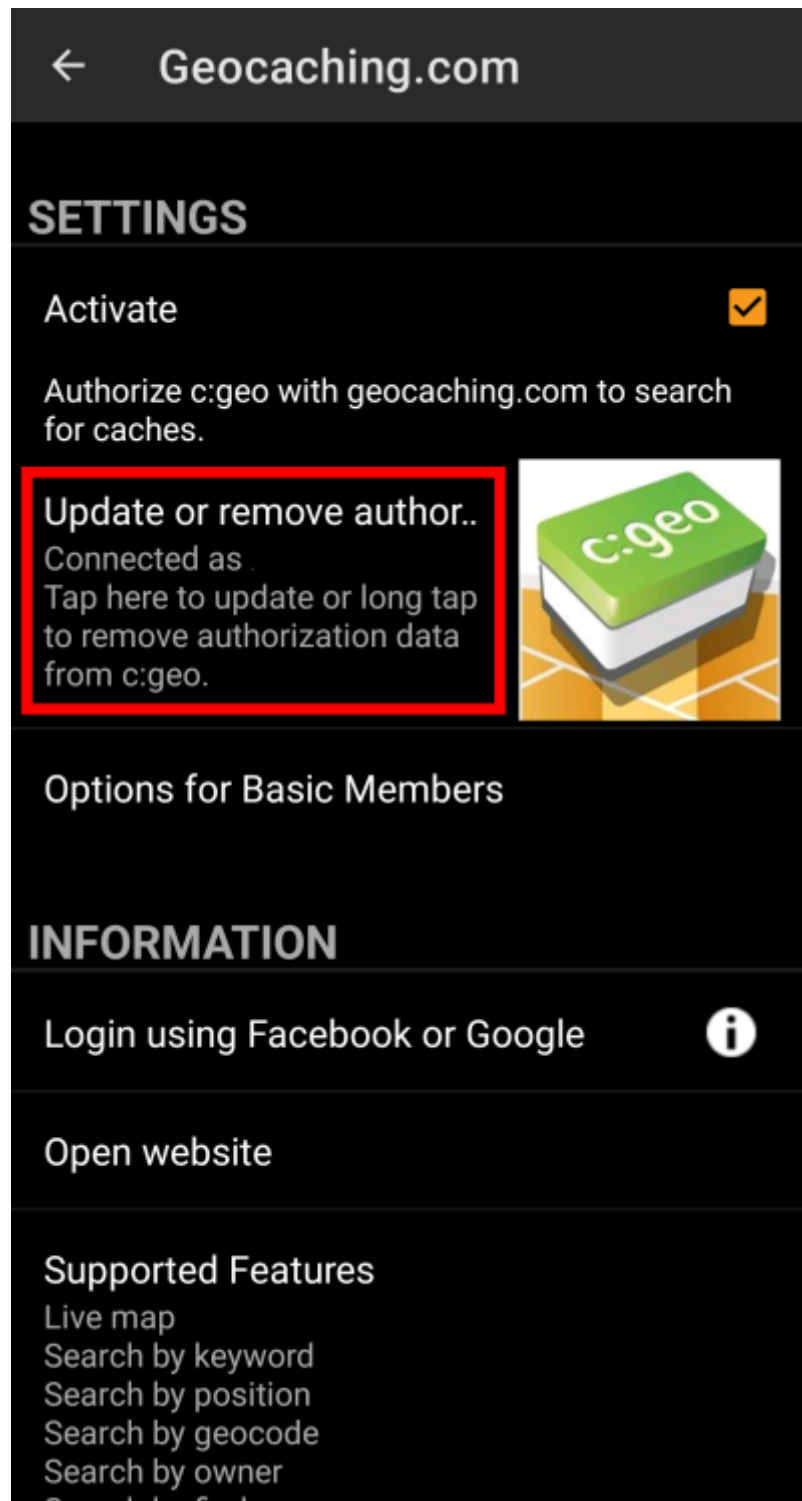 Geocaching.com
SETTINGS
Activate
Authorize c:geo with geocaching.com to search
for caches.
Update or remove author..
Connected as
Tap here to update or long tap
to remove authorization data
from c:geo.
c:geo
Options for Basic Members
INFORMATION
Login using Facebook or Google
Open website
Supported Features
Live map
Search by keyword
Search by position
Search by geocode
Search by owner